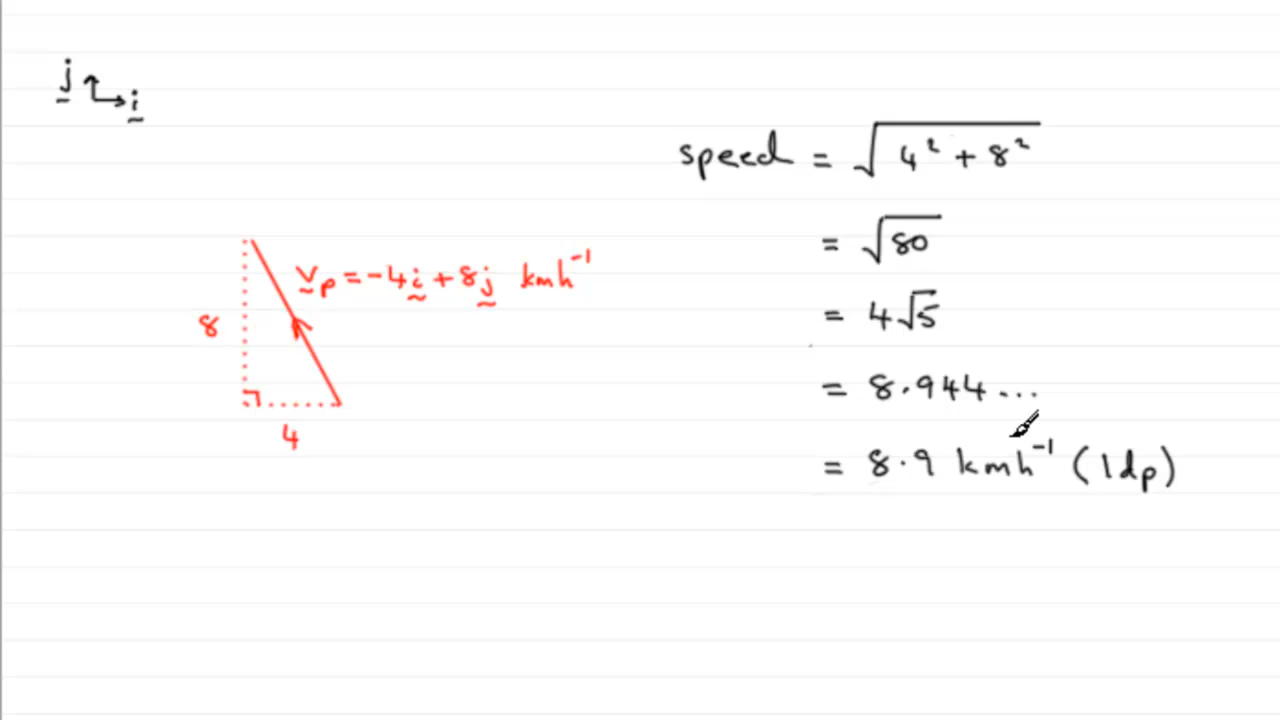 j
i
speed = √(4² + 8²)
= √80
v_p = -4i + 8j kmh⁻¹
8
= 4√5
= 8.944...
4
= 8.9 kmh⁻¹ (1dp)